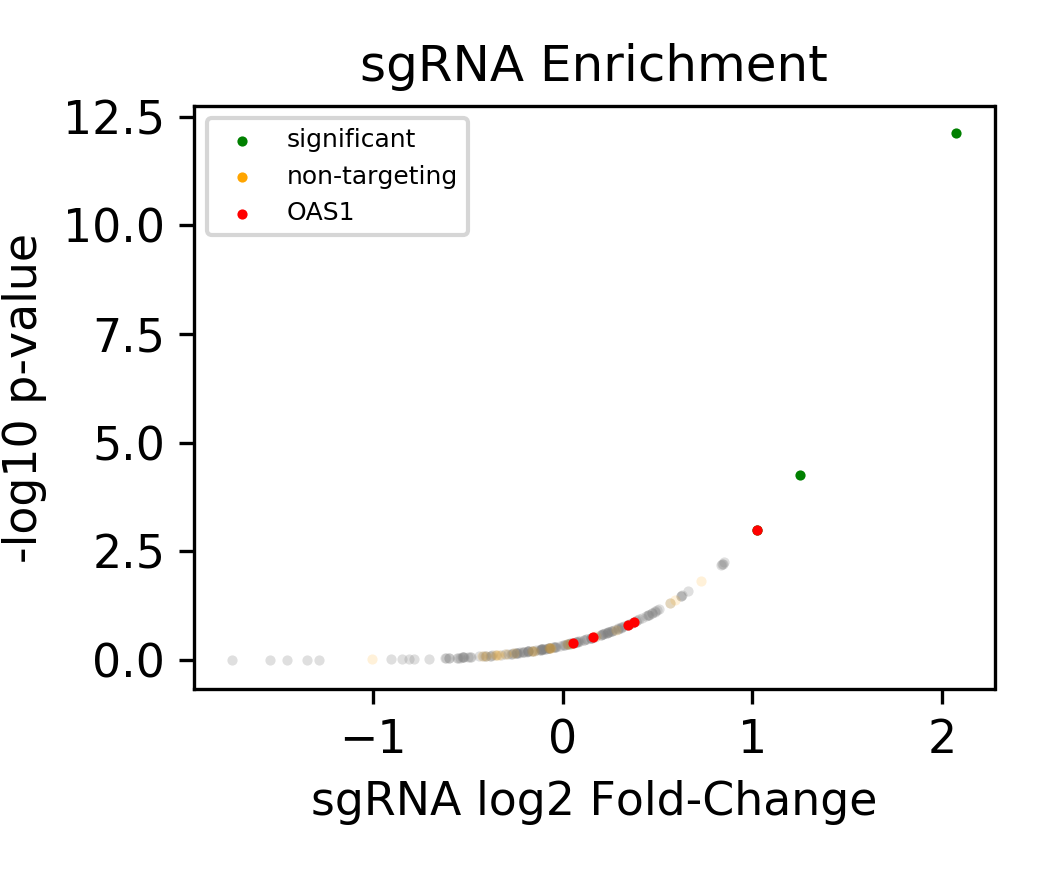 sgRNA Enrichment
12.5
10.0
7.5
5.0
2.5
0.0
-log10 p-value
significant
non-targeting
OAS1
−1
0
1
2
sgRNA log2 Fold-Change